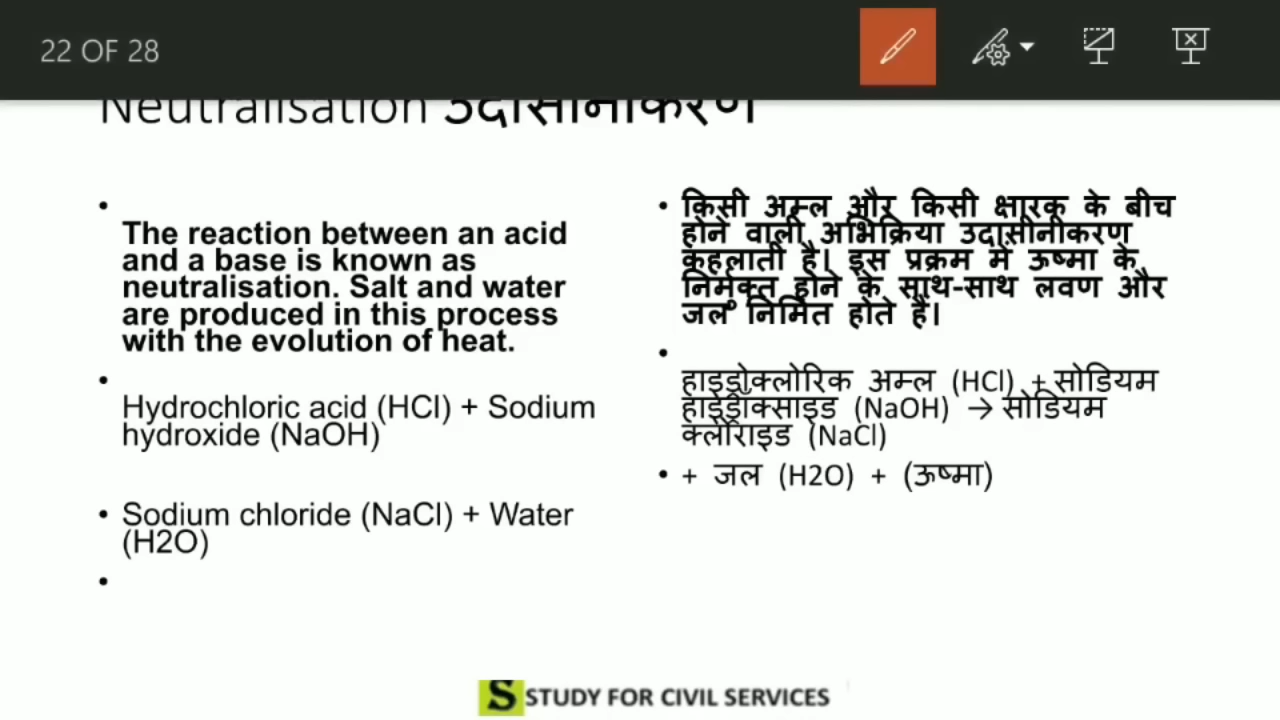 22 OF 28
Neutralisation उदासीनीकरण
•
The reaction between an acid
and a base is known as
neutralisation. Salt and water
are produced in this process
with the evolution of heat.
•
Hydrochloric acid (HCl) + Sodium
hydroxide (NaOH)
• Sodium chloride (NaCl) + Water
(H2O)
•
• किसी अम्ल और किसी क्षारक के बीच
होने वाली अभिक्रिया उदासीनीकरण
कहलाती है। इस प्रक्रम में ऊष्मा के
निर्मुक्त होने के साथ-साथ लवण और
जल निर्मित होते हैं।
•
हाइड्रोक्लोरिक अम्ल (HCl) + सोडियम
हाइड्रॉक्साइड (NaOH) → सोडियम
क्लोराइड (NaCl)
• + जल (H2O) + (ऊष्मा)
S STUDY FOR CIVIL SERVICES